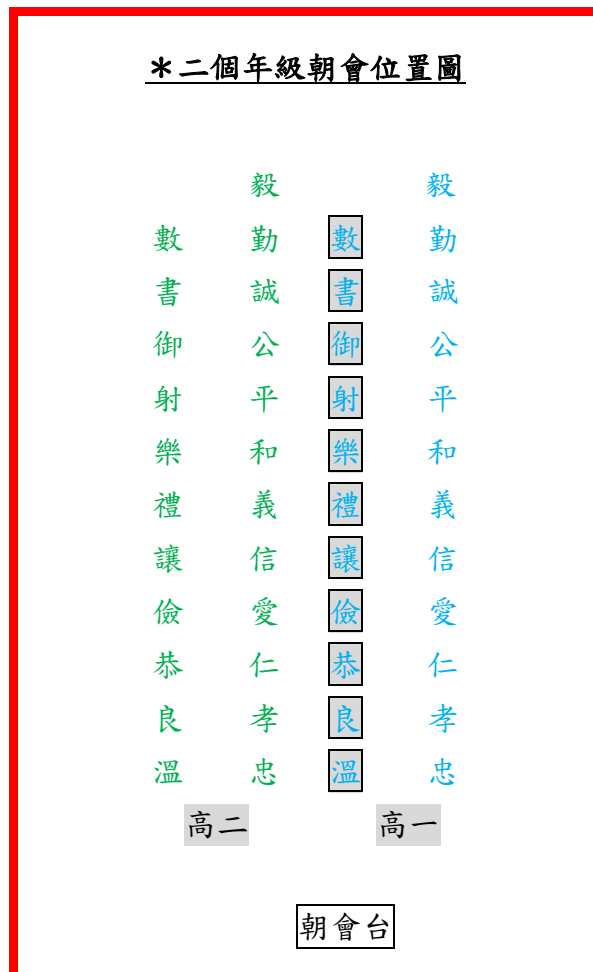 ＊二個年級朝會位置圖
毅 毅
數 勤 數 勤
書 誠 書 誠
御 公 御 公
射 平 射 平
樂 和 樂 和
禮 義 禮 義
讓 信 讓 信
儉 愛 儉 愛
恭 仁 恭 仁
良 孝 良 孝
溫 忠 溫 忠
高二 高一
朝會台